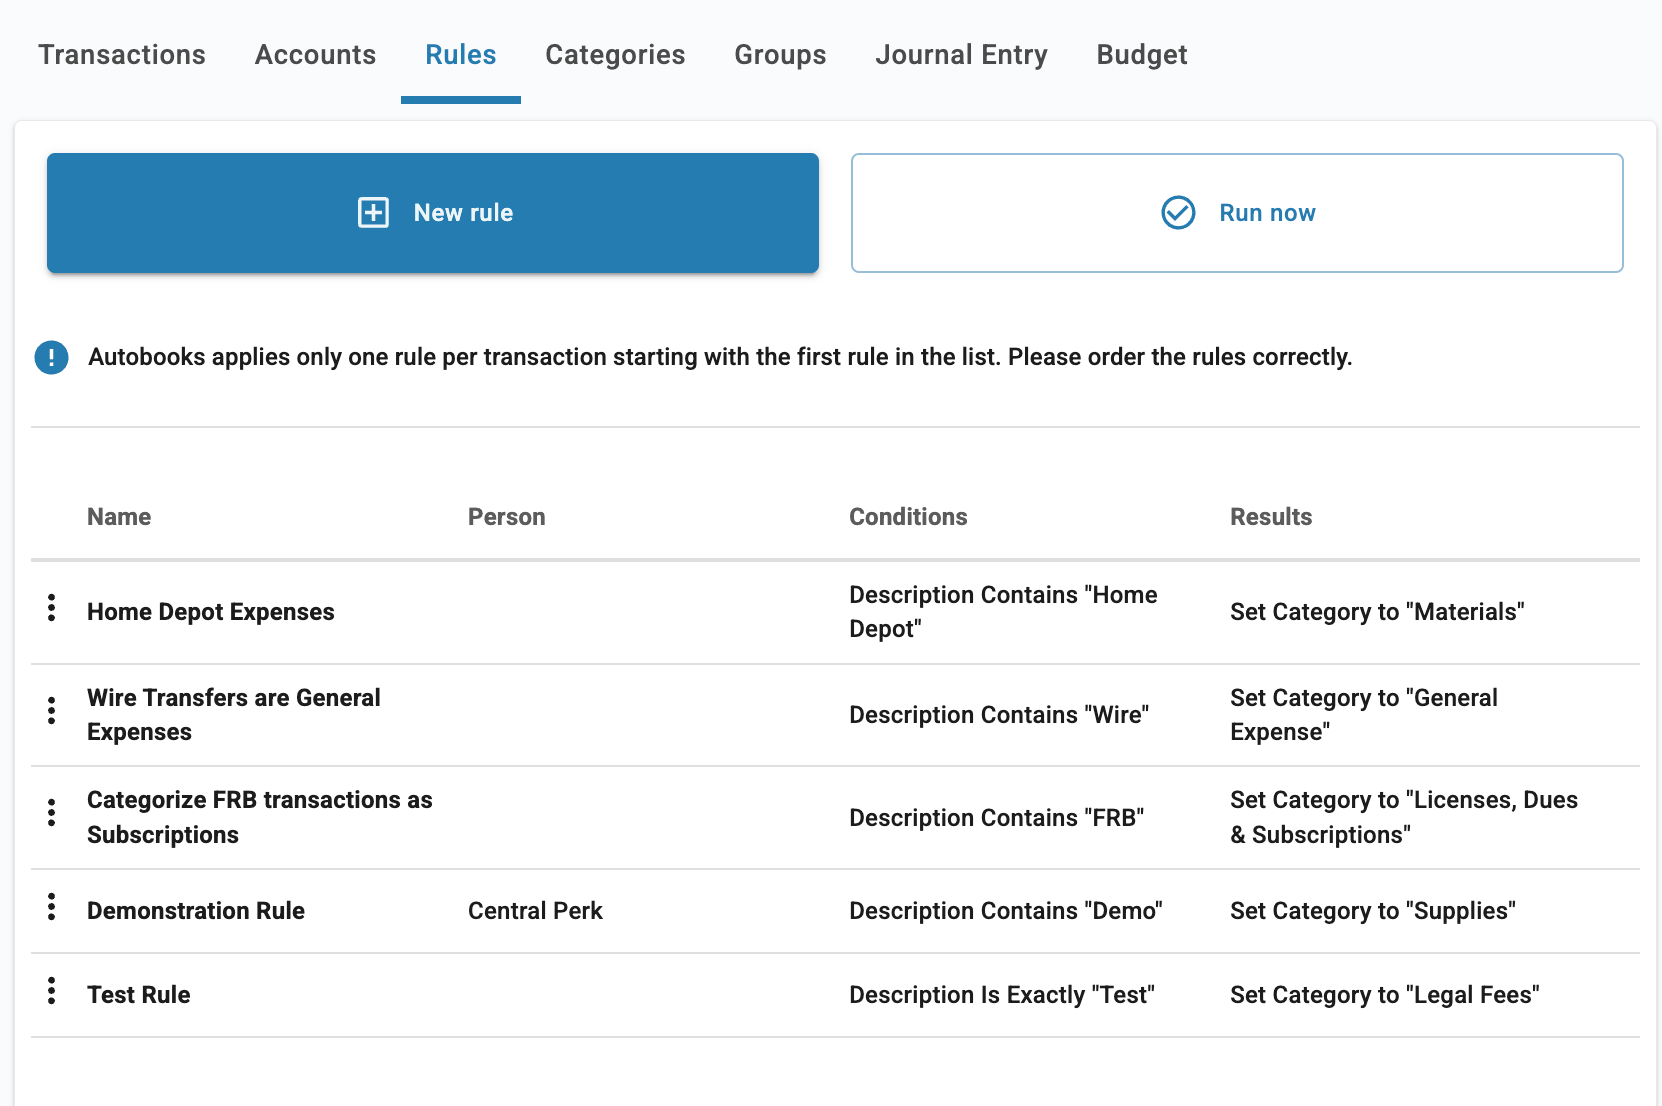 Transactions Accounts Rules Categories Groups Journal Entry Budget
New rule
Run now
Autobooks applies only one rule per transaction starting with the first rule in the list. Please order the rules correctly.
Name Person Conditions Results
Home Depot Expenses
Description Contains "Home
Depot"
Set Category to "Materials"
Wire Transfers are General
Expenses
Description Contains "Wire"
Set Category to "General
Expense"
Categorize FRB transactions as
Subscriptions
Description Contains "FRB"
Set Category to "Licenses, Dues
& Subscriptions"
Demonstration Rule
Central Perk
Description Contains "Demo"
Set Category to "Supplies"
Test Rule
Description Is Exactly "Test"
Set Category to "Legal Fees"